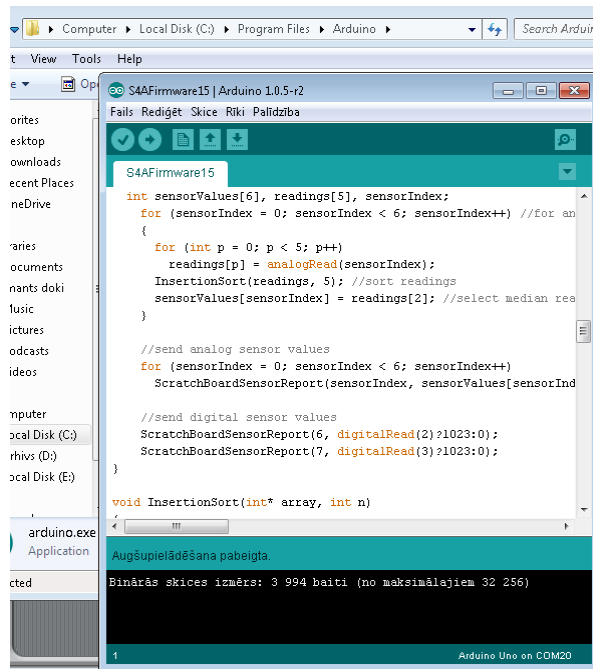 Computer ▸ Local Disk (C:) ▸ Program Files ▸ Arduino ▸
Search Ardui
View Tools Help
S4AFirmware15 | Arduino 1.0.5-r2
Fails Rediģēt Skice Rīki Palīdzība
S4AFirmware15
int sensorValues[6], readings[5], sensorIndex;
for (sensorIndex = 0; sensorIndex < 6; sensorIndex++) //for an
{
for (int p = 0; p < 5; p++)
readings[p] = analogRead(sensorIndex);
InsertionSort(readings, 5); //sort readings
sensorValues[sensorIndex] = readings[2]; //select median rea
}
//send analog sensor values
for (sensorIndex = 0; sensorIndex < 6; sensorIndex++)
ScratchBoardSensorReport(sensorIndex, sensorValues[sensorInd
//send digital sensor values
ScratchBoardSensorReport(6, digitalRead(2)?1023:0);
ScratchBoardSensorReport(7, digitalRead(3)?1023:0);
}
void InsertionSort(int* array, int n)
Augšupielādēšana pabeigta.
Binārās skices izmērs: 3 994 baiti (no maksimālajiem 32 256)
1
Arduino Uno on COM20
orites
esktop
ownloads
ecent Places
neDrive
raries
ocuments
mants doki
usic
ictures
odcasts
ideos
mputer
ocal Disk (C:)
rhivs (D:)
ocal Disk (E:)
arduino.exe
Application
cted